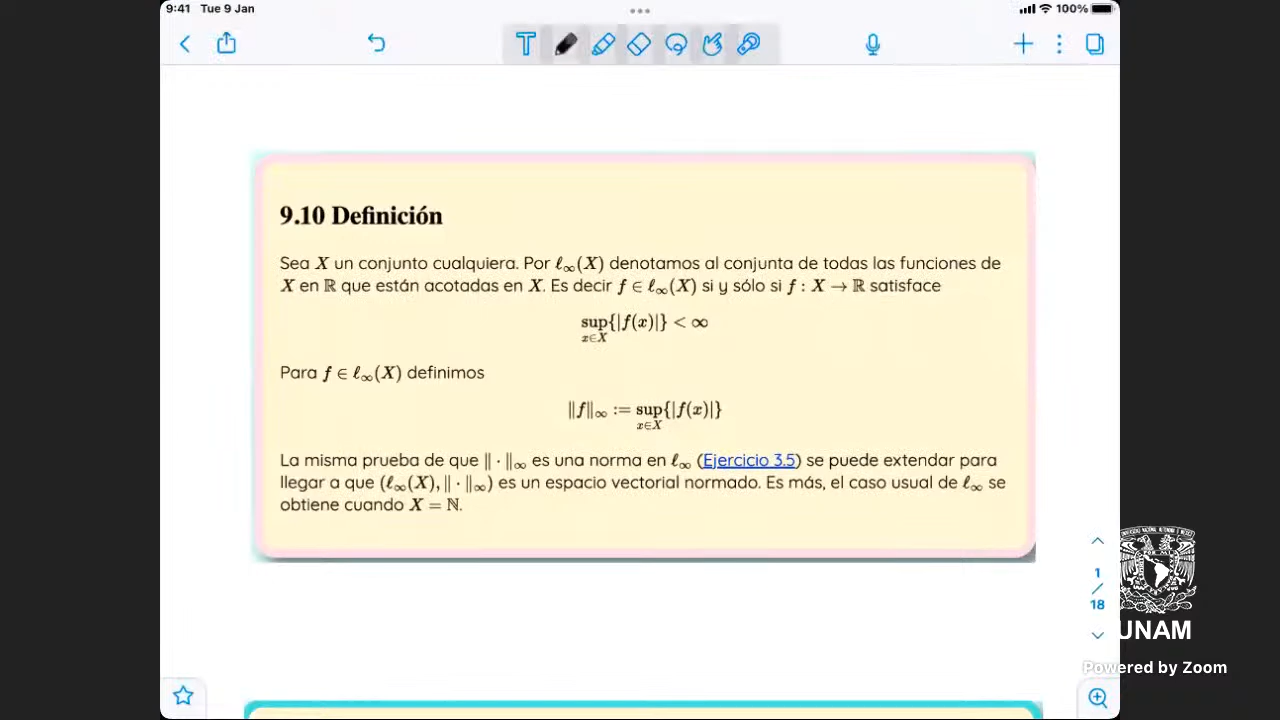 9:41 Tue 9 Jan
100%
9.10 Definición
Sea X un conjunto cualquiera. Por ℓ∞(X) denotamos al conjunta de todas las funciones de
X en ℝ que están acotadas en X. Es decir f ∈ ℓ∞(X) si y sólo si f : X → ℝ satisface
sup{|f(x)|} < ∞
x∈X
Para f ∈ ℓ∞(X) definimos
‖f‖∞ := sup{|f(x)|}
x∈X
La misma prueba de que ‖ · ‖∞ es una norma en ℓ∞ (Ejercicio 3.5) se puede extendar para
llegar a que (ℓ∞(X), ‖ · ‖∞) es un espacio vectorial normado. Es más, el caso usual de ℓ∞ se
obtiene cuando X = ℕ.
1
/
18
UNAM
Powered by Zoom